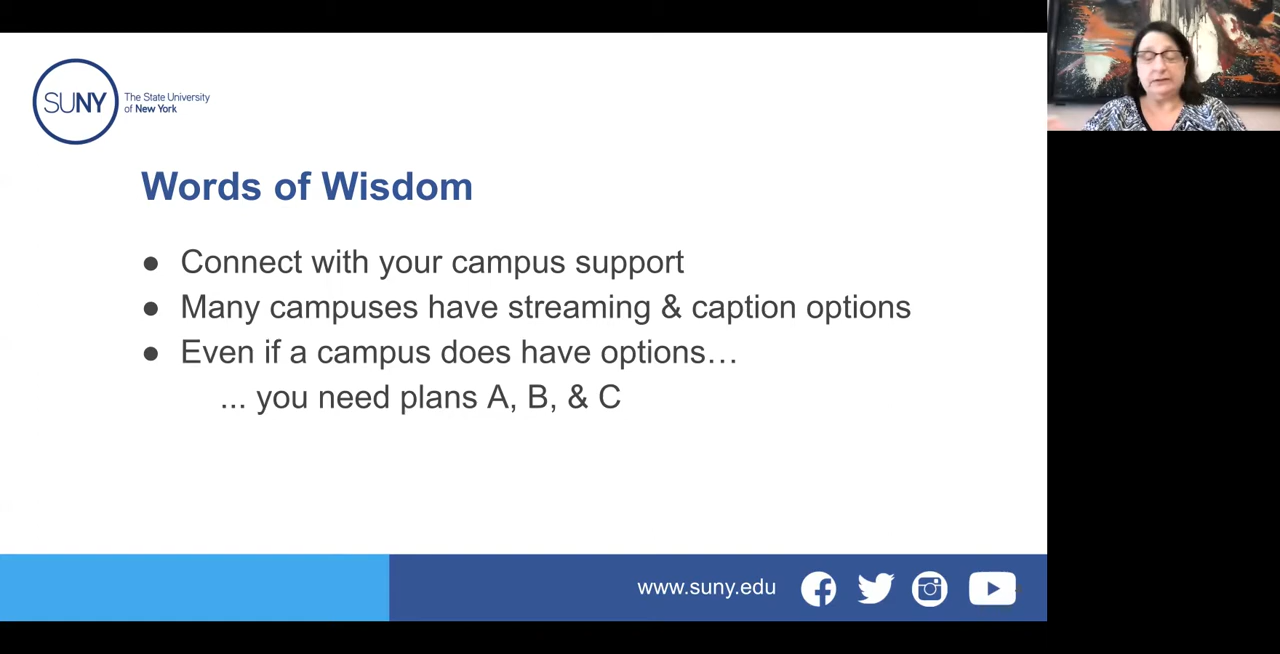 SUNY
The State University
of New York
Words of Wisdom
● Connect with your campus support
● Many campuses have streaming & caption options
● Even if a campus does have options…
... you need plans A, B, & C
www.suny.edu